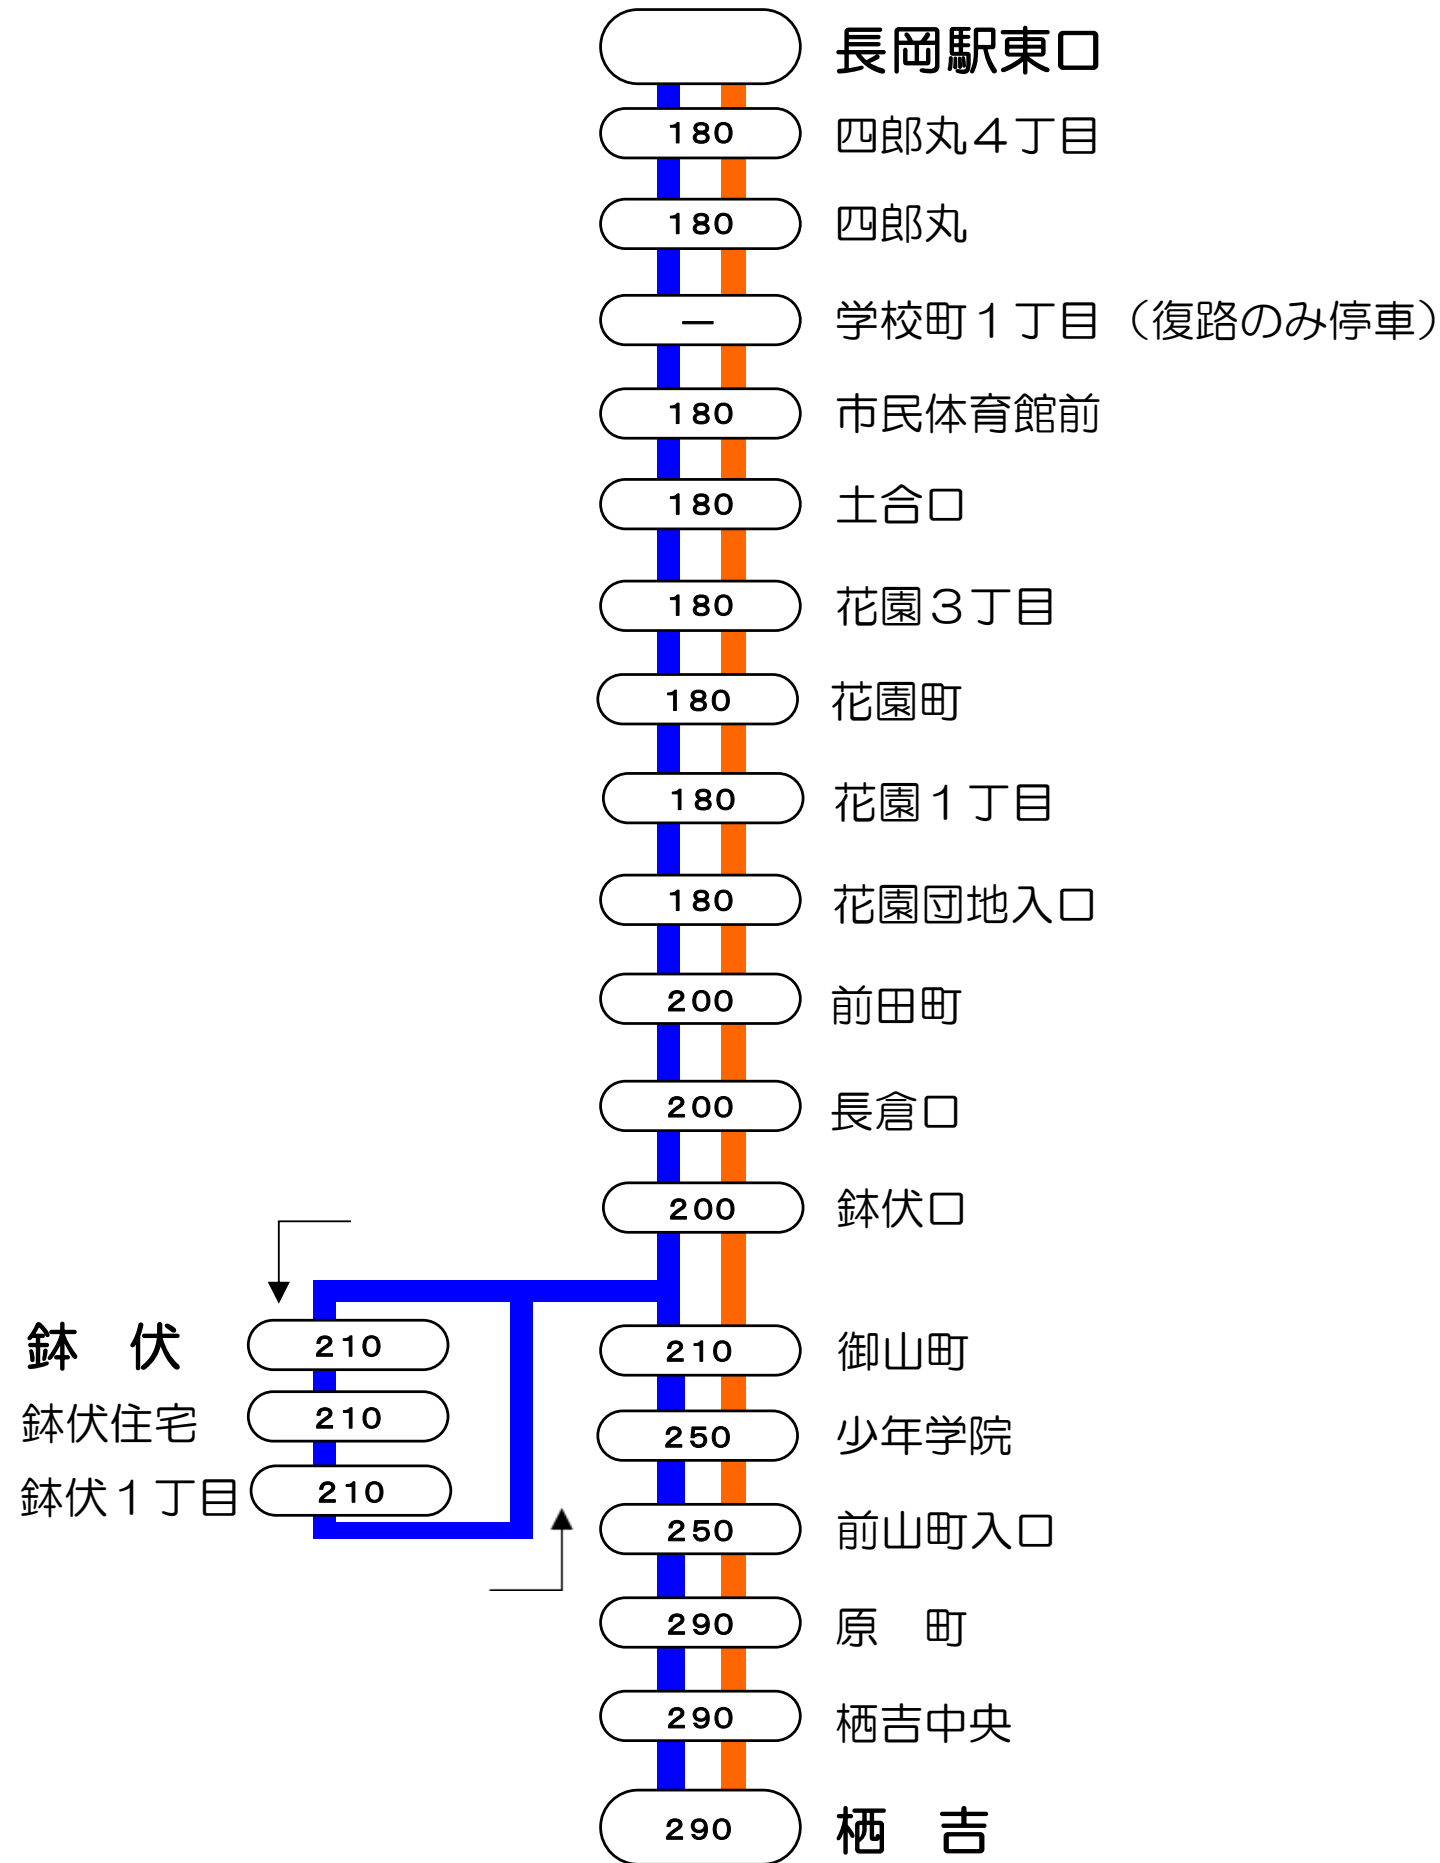 長岡駅東口
180 四郎丸４丁目
180 四郎丸
― 学校町１丁目（復路のみ停車）
180 市民体育館前
180 土合口
180 花園３丁目
180 花園町
180 花園１丁目
180 花園団地入口
200 前田町
200 長倉口
200 鉢伏口
鉢　伏 210
鉢伏住宅 210
鉢伏１丁目 210
210 御山町
250 少年学院
250 前山町入口
290 原　町
290 栖吉中央
290 栖　吉